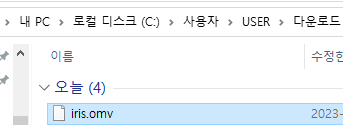 내 PC > 로컬 디스크 (C:) > 사용자 > USER > 다운로드
이름 수정한
오늘 (4)
iris.omv 2023-